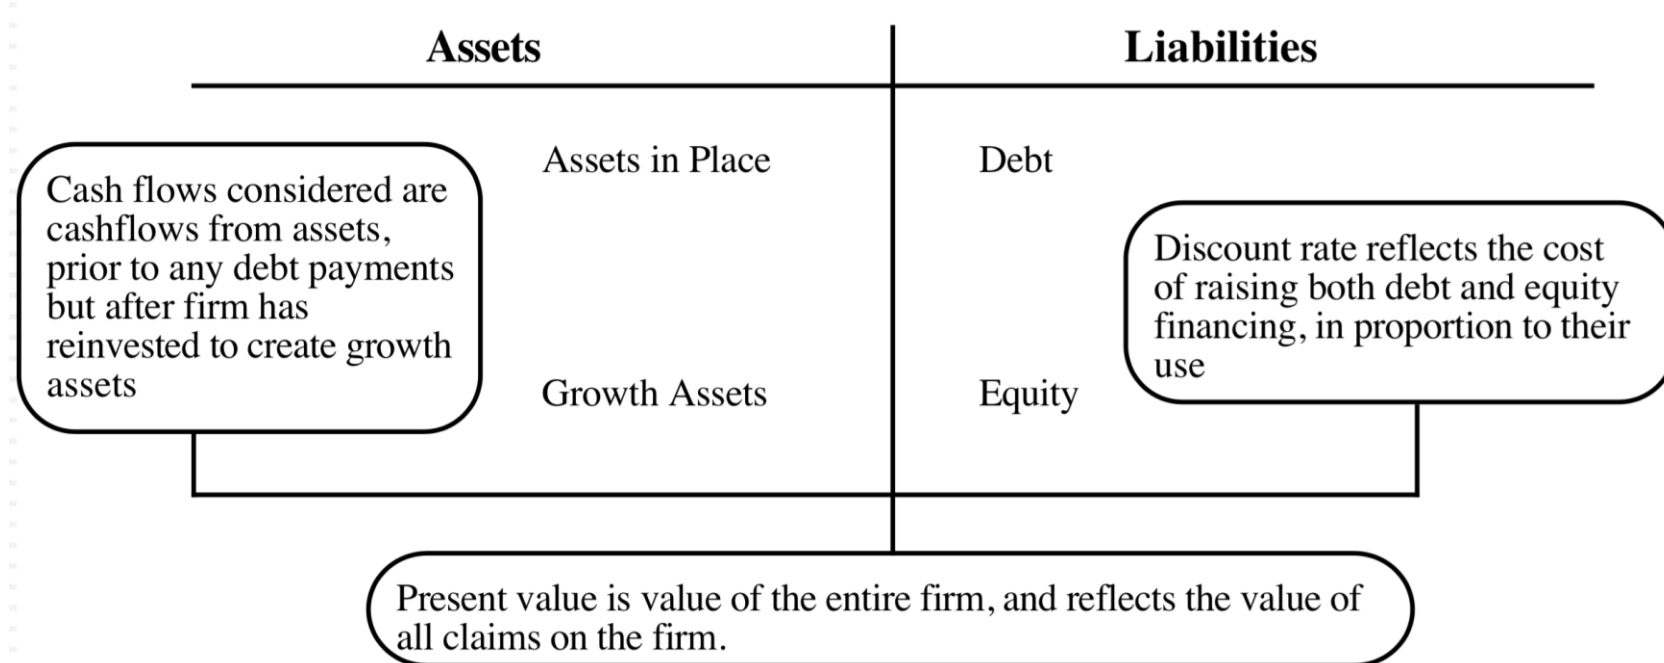 Assets
Liabilities
Assets in Place
Debt
Cash flows considered are
cashflows from assets,
prior to any debt payments
but after firm has
reinvested to create growth
assets
Discount rate reflects the cost
of raising both debt and equity
financing, in proportion to their
use
Growth Assets
Equity
Present value is value of the entire firm, and reflects the value of
all claims on the firm.